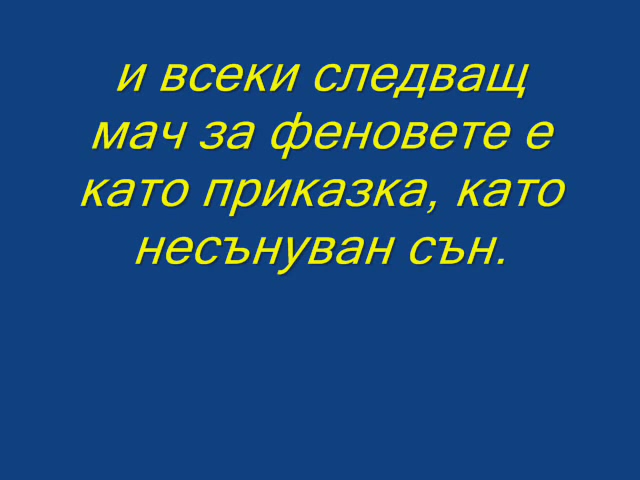 и всеки следващ
мач за феновете е
като приказка, като
несънуван сън.